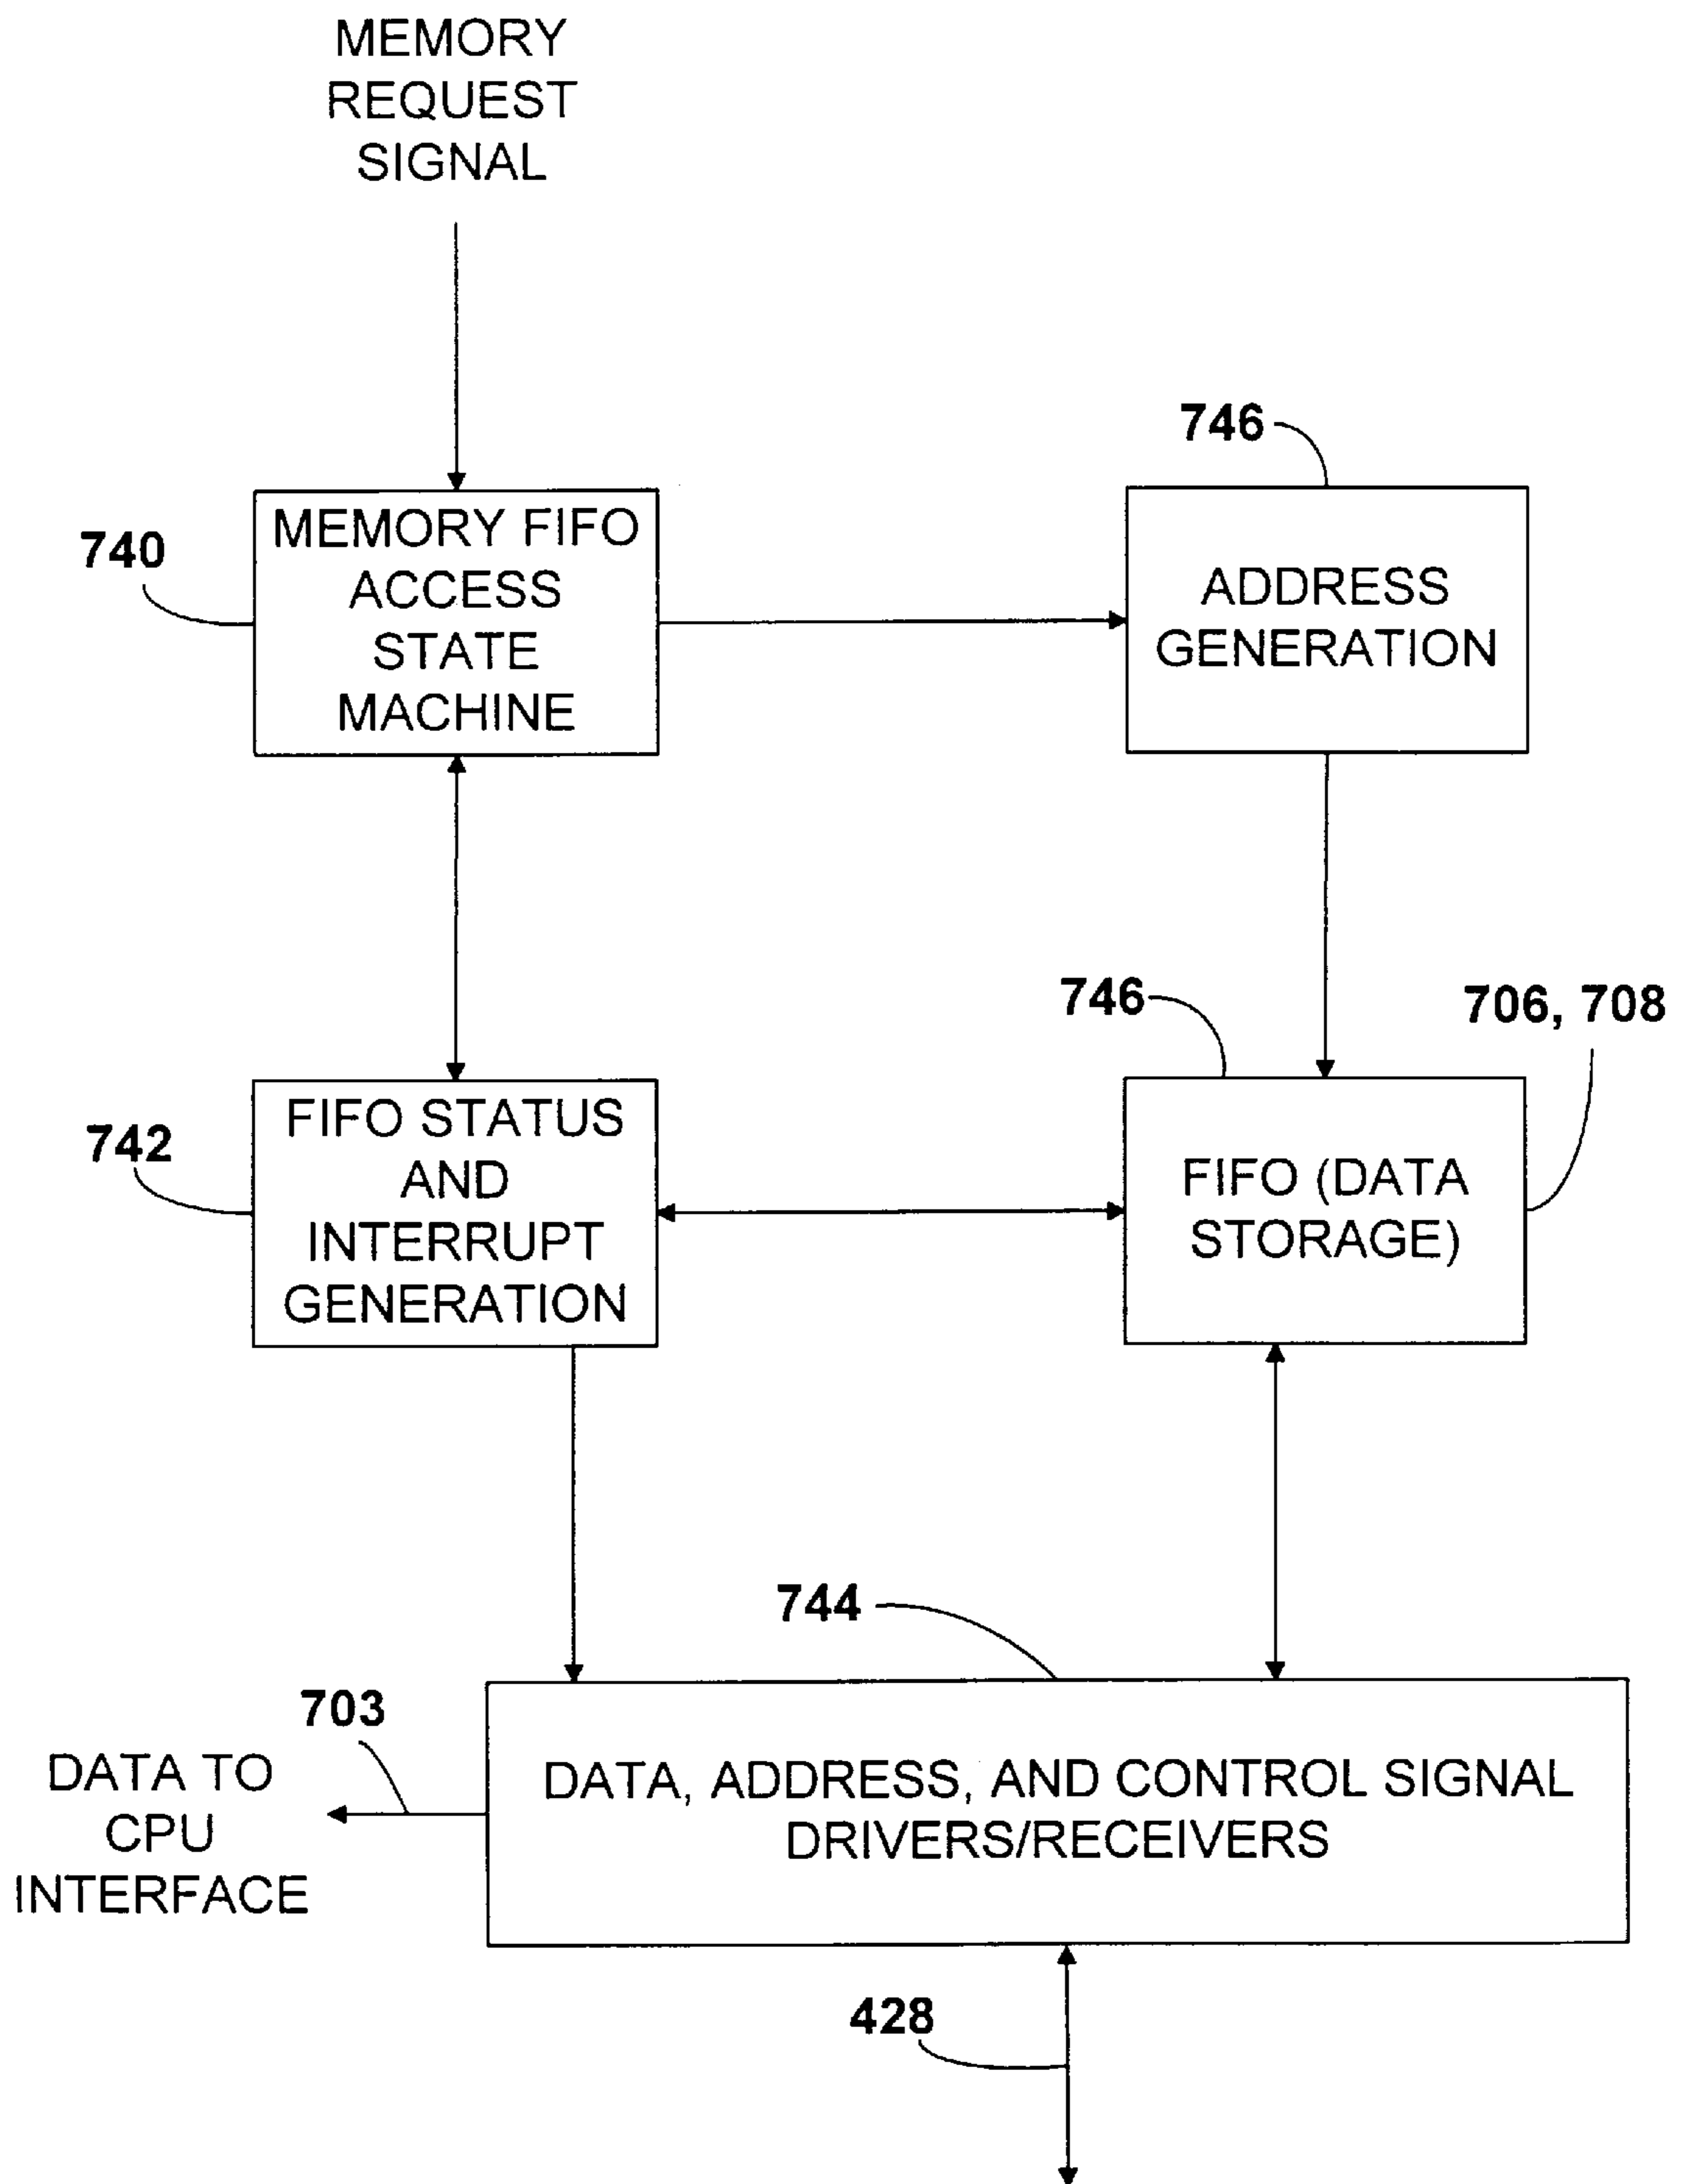 MEMORY
REQUEST
SIGNAL
746
740
MEMORY FIFO
ACCESS
STATE
MACHINE
ADDRESS
GENERATION
746
706, 708
742
FIFO STATUS
AND
INTERRUPT
GENERATION
FIFO (DATA
STORAGE)
744
703
DATA TO
CPU
INTERFACE
DATA, ADDRESS, AND CONTROL SIGNAL
DRIVERS/RECEIVERS
428